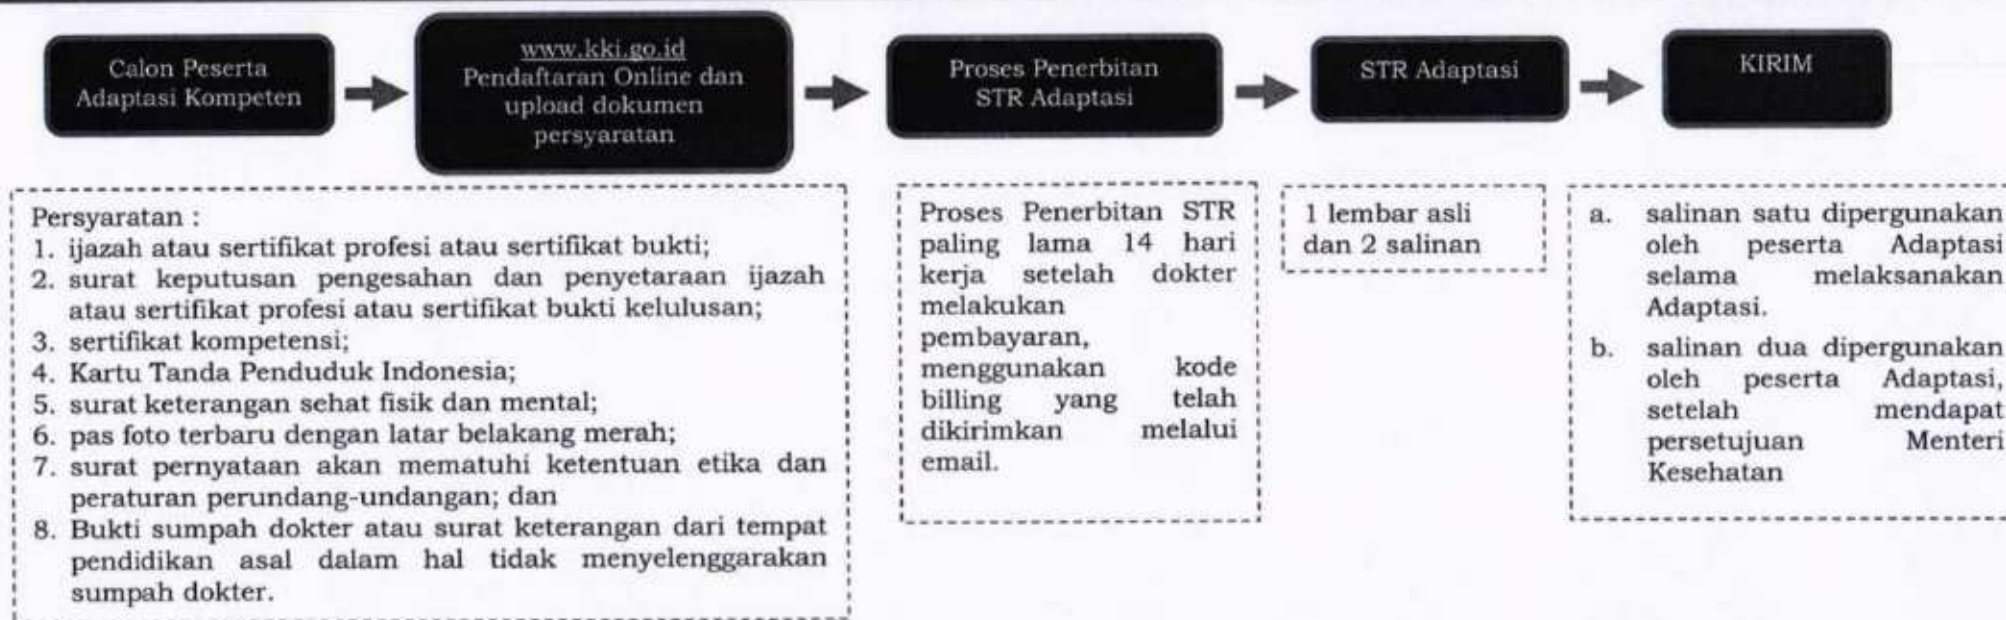 Calon Peserta
Adaptasi Kompeten
www.kki.go.id
Pendaftaran Online dan
upload dokumen
persyaratan
Proses Penerbitan
STR Adaptasi
STR Adaptasi
KIRIM
Persyaratan :
1. ijazah atau sertifikat profesi atau sertifikat bukti;
2. surat keputusan pengesahan dan penyetaraan ijazah
atau sertifikat profesi atau sertifikat bukti kelulusan;
3. sertifikat kompetensi;
4. Kartu Tanda Penduduk Indonesia;
5. surat keterangan sehat fisik dan mental;
6. pas foto terbaru dengan latar belakang merah;
7. surat pernyataan akan mematuhi ketentuan etika dan
peraturan perundang-undangan; dan
8. Bukti sumpah dokter atau surat keterangan dari tempat
pendidikan asal dalam hal tidak menyelenggarakan
sumpah dokter.
Proses Penerbitan STR
paling lama 14 hari
kerja setelah dokter
melakukan
pembayaran,
menggunakan kode
billing yang telah
dikirimkan melalui
email.
1 lembar asli
dan 2 salinan
a. salinan satu dipergunakan
oleh peserta Adaptasi
selama melaksanakan
Adaptasi.
b. salinan dua dipergunakan
oleh peserta Adaptasi,
setelah mendapat
persetujuan Menteri
Kesehatan